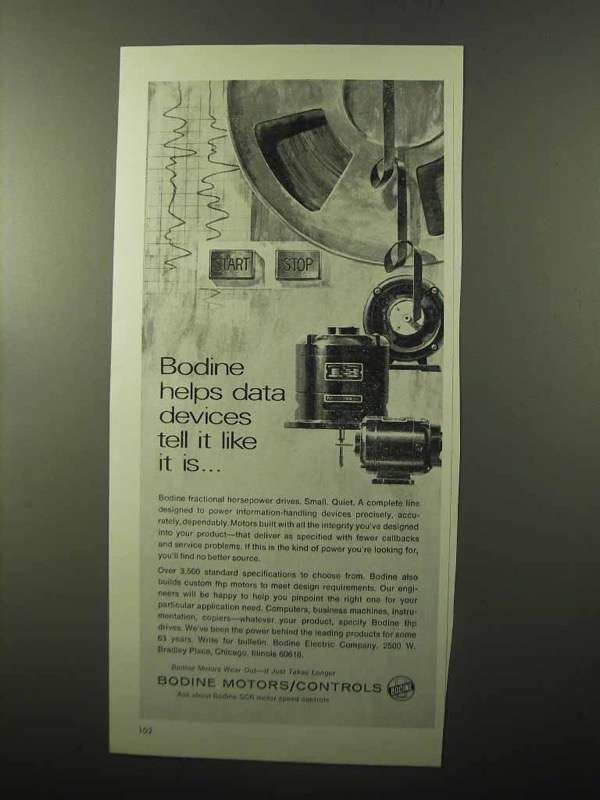 START
STOP
Bodine
helps data
devices
tell it like
it is...
Bodine fractional horsepower drives. Small. Quiet. A complete line
designed to power information-handling devices precisely, accu-
rately, dependably. Motors built with all the integrity you've designed
into your product—that deliver as specified with fewer callbacks
and service problems. If this is the kind of power you're looking for,
you'll find no better source.
Over 3,500 standard specifications to choose from. Bodine also
builds custom fhp motors to meet design requirements. Our engi-
neers will be happy to help you pinpoint the right one for your
particular application need. Computers, business machines, instru-
mentation, copiers—whatever your product, specify Bodine fhp
drives. We've been the power behind the leading products for some
63 years. Write for bulletin. Bodine Electric Company, 2500 W.
Bradley Place, Chicago, Illinois 60618.
Bodine Motors Wear Out—It Just Takes Longer
BODINE MOTORS/CONTROLS
BODINE
Ask about Bodine SCR motor speed controls
102